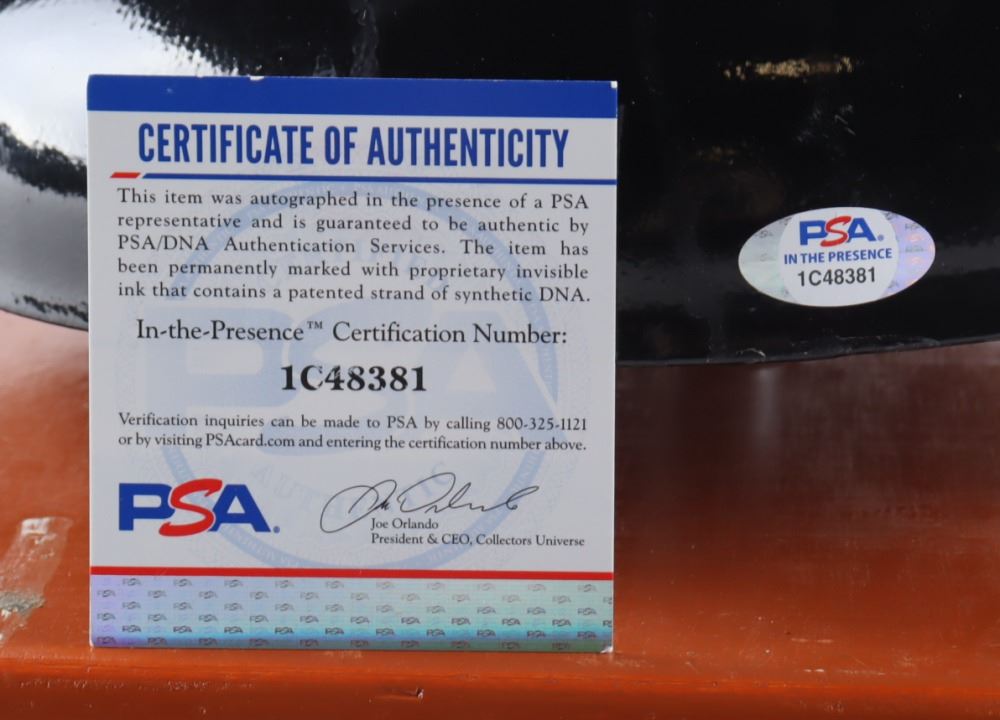 CERTIFICATE OF AUTHENTICITY
This item was autographed in the presence of a PSA
representative and is guaranteed to be authentic by
PSA/DNA Authentication Services. The item has
been permanently marked with proprietary invisible
ink that contains a patented strand of synthetic DNA.
In-the-Presence™ Certification Number:
1C48381
Verification inquiries can be made to PSA by calling 800-325-1121
or by visiting PSAcard.com and entering the certification number above.
PSA.
Joe Orlando
President & CEO, Collectors Universe
PSA.
IN THE PRESENCE
1C48381